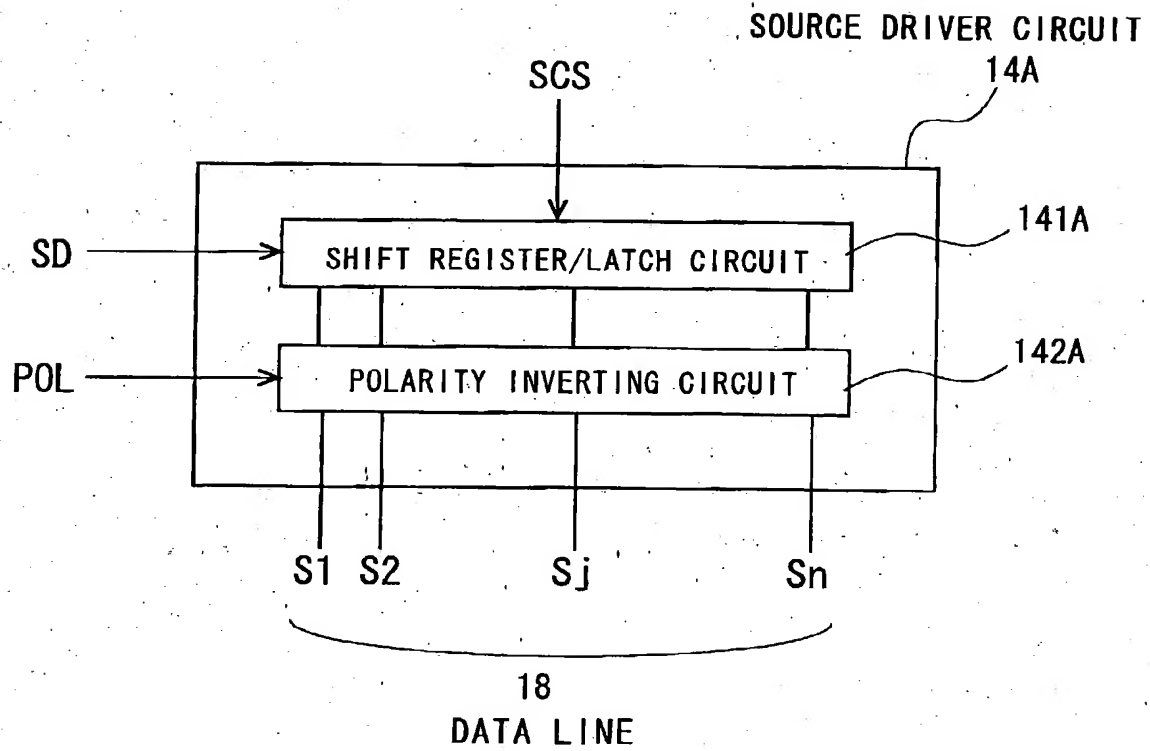 SOURCE DRIVER CIRCUIT
14A
SCS
141A
SD
SHIFT REGISTER/LATCH CIRCUIT
142A
POL
POLARITY INVERTING CIRCUIT
S1 S2 Sj Sn
18
DATA LINE